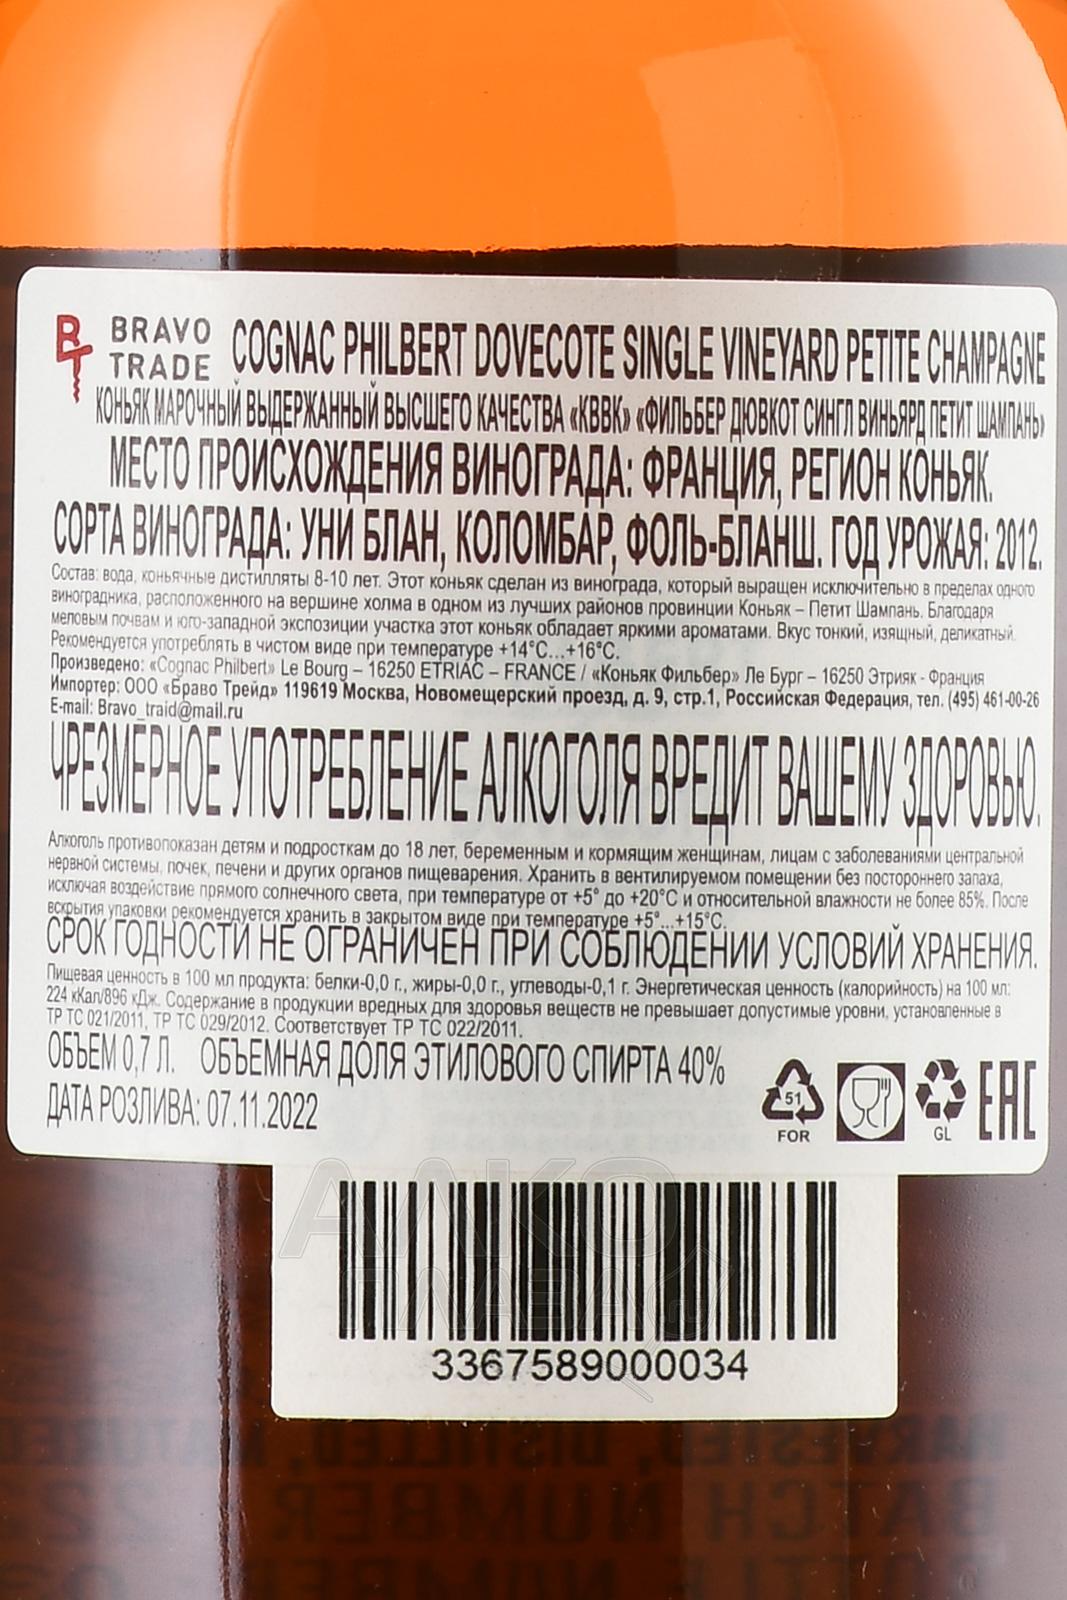 BRAVO
TRADE
COGNAC PHILBERT DOVECOTE SINGLE VINEYARD PETITE CHAMPAGNE
КОНЬЯК МАРОЧНЫЙ ВЫДЕРЖАННЫЙ ВЫСШЕГО КАЧЕСТВА «КВВК» «ФИЛЬБЕР ДЮВКОТ СИНГЛ ВИНЬЯРД ПЕТИТ ШАМПАНЬ»
МЕСТО ПРОИСХОЖДЕНИЯ ВИНОГРАДА: ФРАНЦИЯ, РЕГИОН КОНЬЯК.
СОРТА ВИНОГРАДА: УНИ БЛАН, КОЛОМБАР, ФОЛЬ-БЛАНШ. ГОД УРОЖАЯ: 2012.
Состав: вода, коньячные дистилляты 8-10 лет. Этот коньяк сделан из винограда, который выращен исключительно в пределах одного
виноградника, расположенного на вершине холма в одном из лучших районов провинции Коньяк – Петит Шампань. Благодаря
меловым почвам и юго-западной экспозиции участка этот коньяк обладает яркими ароматами. Вкус тонкий, изящный, деликатный.
Рекомендуется употреблять в чистом виде при температуре +14°C...+16°C.
Произведено: «Cognac Philbert» Le Bourg – 16250 ETRIAC – FRANCE / «Коньяк Фильбер» Ле Бург – 16250 Этрияк - Франция
Импортер: ООО «Браво Трейд» 119619 Москва, Новомещерский проезд, д. 9, стр.1, Российская Федерация, тел. (495) 461-00-26
E-mail: Bravo_traid@mail.ru
ЧРЕЗМЕРНОЕ УПОТРЕБЛЕНИЕ АЛКОГОЛЯ ВРЕДИТ ВАШЕМУ ЗДОРОВЬЮ.
Алкоголь противопоказан детям и подросткам до 18 лет, беременным и кормящим женщинам, лицам с заболеваниями центральной
нервной системы, почек, печени и других органов пищеварения. Хранить в вентилируемом помещении без постороннего запаха,
исключая воздействие прямого солнечного света, при температуре от +5° до +20°C и относительной влажности не более 85%. После
вскрытия упаковки рекомендуется хранить в закрытом виде при температуре +5°...+15°C.
СРОК ГОДНОСТИ НЕ ОГРАНИЧЕН ПРИ СОБЛЮДЕНИИ УСЛОВИЙ ХРАНЕНИЯ.
Пищевая ценность в 100 мл продукта: белки-0,0 г., жиры-0,0 г., углеводы-0,1 г. Энергетическая ценность (калорийность) на 100 мл:
224 кКал/896 кДж. Содержание в продукции вредных для здоровья веществ не превышает допустимые уровни, установленные в
ТР ТС 021/2011, ТР ТС 029/2012. Соответствует ТР ТС 022/2011.
ОБЪЕМ 0,7 Л. ОБЪЕМНАЯ ДОЛЯ ЭТИЛОВОГО СПИРТА 40%
ДАТА РОЗЛИВА: 07.11.2022
51
FOR
GL
EAC
АЛКО
ПЛАЗА
3367589000034
HARVESTED, DISTILLED, MATURED
BATCH NUMBER
BOTTLE NUMBER